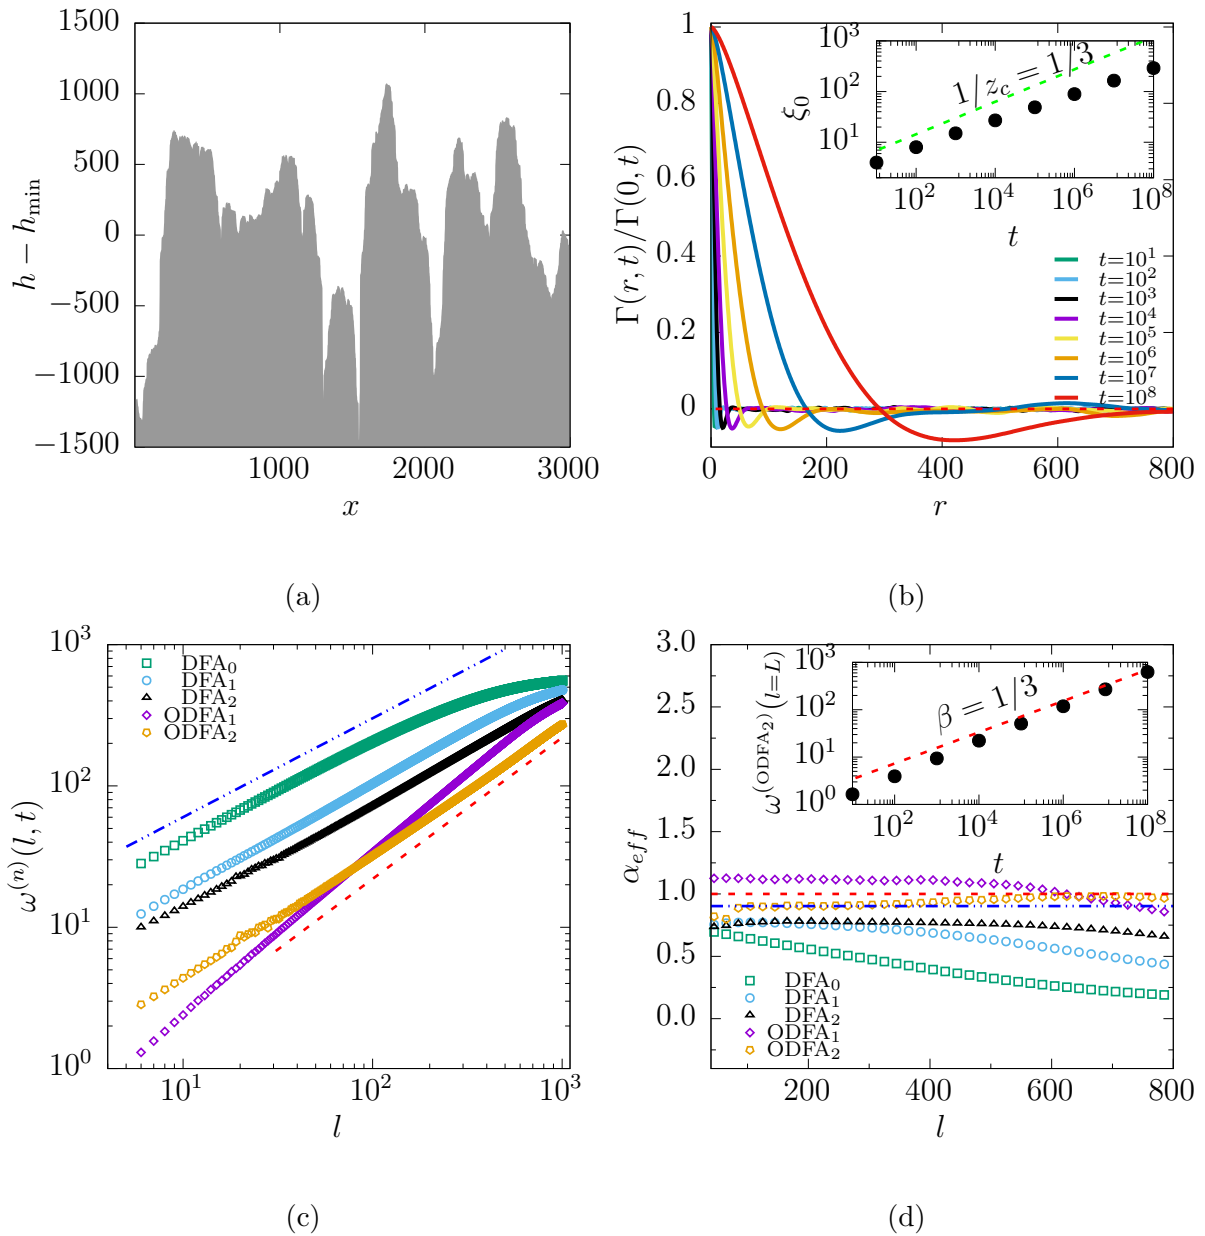 1500
1000
500
0
−500
−1000
−1500
h − h_min
1000
2000
3000
x
(a)
1
0.8
0.6
0.4
0.2
0
Γ(r, t)/Γ(0, t)
0
200
400
600
800
r
10^3
10^2
10^1
ξ_0
1/z_c = 1/3
10^2
10^4
10^6
10^8
t
t=10^1
t=10^2
t=10^3
t=10^4
t=10^5
t=10^6
t=10^7
t=10^8
(b)
10^3
10^2
10^1
10^0
ω^(n)(l, t)
DFA_0
DFA_1
DFA_2
ODFA_1
ODFA_2
10^1
10^2
10^3
l
(c)
3.0
2.5
2.0
1.5
1.0
0.5
0.0
α_eff
10^3
10^2
10^1
10^0
ω^(ODFA_2)(l=L)
β = 1/3
10^2
10^4
10^6
10^8
t
DFA_0
DFA_1
DFA_2
ODFA_1
ODFA_2
200
400
600
800
l
(d)